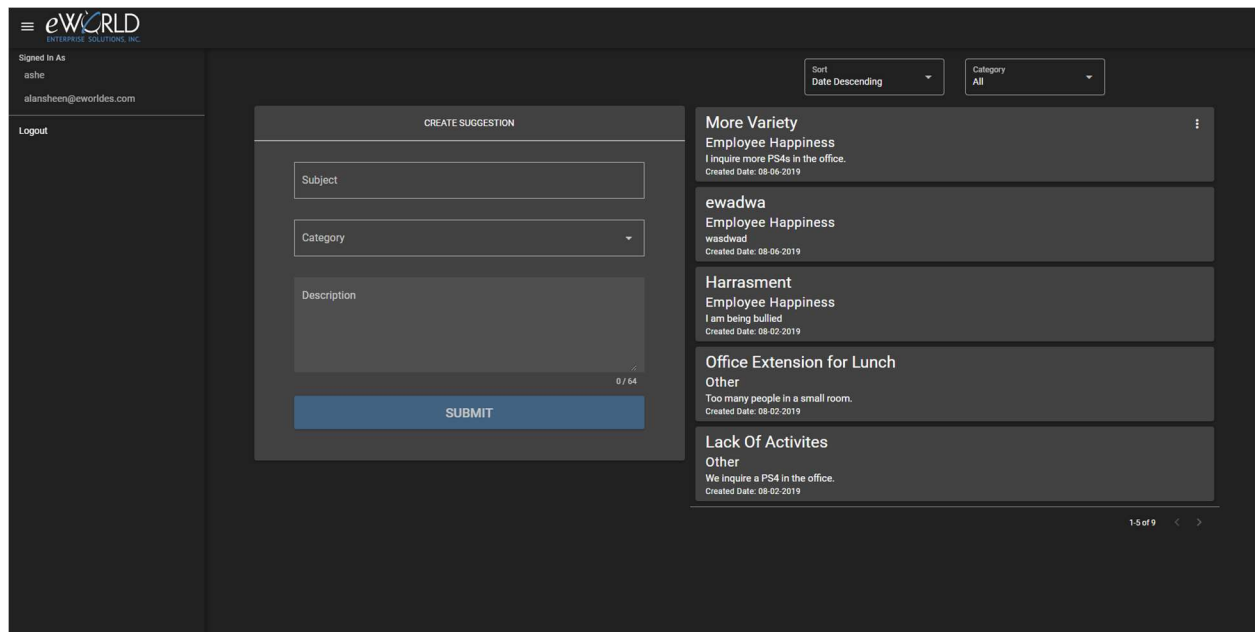 eWORLD
ENTERPRISE SOLUTIONS, INC.
Signed In As
ashe
alansheen@eworldes.com
Logout
Sort
Date Descending
Category
All
CREATE SUGGESTION
Subject
Category
Description
0 / 64
SUBMIT
More Variety
Employee Happiness
I inquire more PS4s in the office.
Created Date: 08-06-2019
ewadwa
Employee Happiness
wasdwad
Created Date: 08-06-2019
Harrasment
Employee Happiness
I am being bullied
Created Date: 08-02-2019
Office Extension for Lunch
Other
Too many people in a small room.
Created Date: 08-02-2019
Lack Of Activites
Other
We inquire a PS4 in the office.
Created Date: 08-02-2019
1-5 of 9